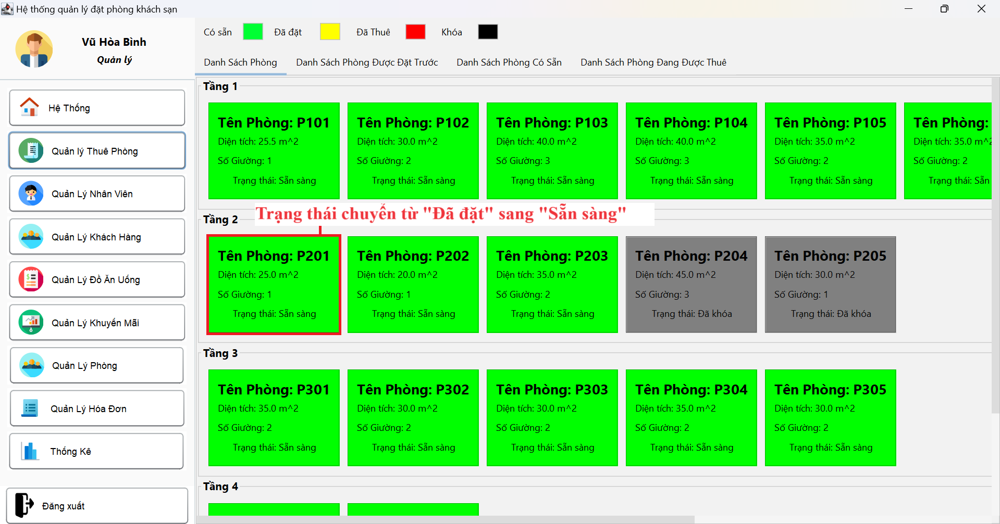 Hệ thống quản lý đặt phòng khách sạn
Vũ Hòa Bình
Quản lý
Hệ Thống
Quản lý Thuê Phòng
Quản Lý Nhân Viên
Quản Lý Khách Hàng
Quản Lý Đồ Ăn Uống
Quản Lý Khuyến Mãi
Quản Lý Phòng
Quản Lý Hóa Đơn
Thống Kê
Đăng xuất
Có sẵn Đã đặt Đã Thuê Khóa
Danh Sách Phòng Danh Sách Phòng Được Đặt Trước Danh Sách Phòng Có Sẵn Danh Sách Phòng Đang Được Thuê
Tầng 1
Tên Phòng: P101 Tên Phòng: P102 Tên Phòng: P103 Tên Phòng: P104 Tên Phòng: P105 Tên Phòng:
Diện tích: 25.5 m^2 Diện tích: 30.0 m^2 Diện tích: 40.0 m^2 Diện tích: 40.0 m^2 Diện tích: 35.0 m^2 Diện tích: 35.0 m^2
Số Giường: 1 Số Giường: 2 Số Giường: 3 Số Giường: 3 Số Giường: 2 Số Giường: 2
Trạng thái: Sẵn sàng Trạng thái: Sẵn sàng Trạng thái: Sẵn sàng Trạng thái: Sẵn sàng Trạng thái: Sẵn sàng Trạng thái: Sẵn
Trạng thái chuyển từ "Đã đặt" sang "Sẵn sàng"
Tầng 2
Tên Phòng: P201 Tên Phòng: P202 Tên Phòng: P203 Tên Phòng: P204 Tên Phòng: P205
Diện tích: 25.0 m^2 Diện tích: 20.0 m^2 Diện tích: 35.0 m^2 Diện tích: 45.0 m^2 Diện tích: 30.0 m^2
Số Giường: 1 Số Giường: 1 Số Giường: 2 Số Giường: 3 Số Giường: 1
Trạng thái: Sẵn sàng Trạng thái: Sẵn sàng Trạng thái: Sẵn sàng Trạng thái: Đã khóa Trạng thái: Đã khóa
Tầng 3
Tên Phòng: P301 Tên Phòng: P302 Tên Phòng: P303 Tên Phòng: P304 Tên Phòng: P305
Diện tích: 35.0 m^2 Diện tích: 30.0 m^2 Diện tích: 30.0 m^2 Diện tích: 35.0 m^2 Diện tích: 30.0 m^2
Số Giường: 2 Số Giường: 2 Số Giường: 2 Số Giường: 2 Số Giường: 2
Trạng thái: Sẵn sàng Trạng thái: Sẵn sàng Trạng thái: Sẵn sàng Trạng thái: Sẵn sàng Trạng thái: Sẵn sàng
Tầng 4